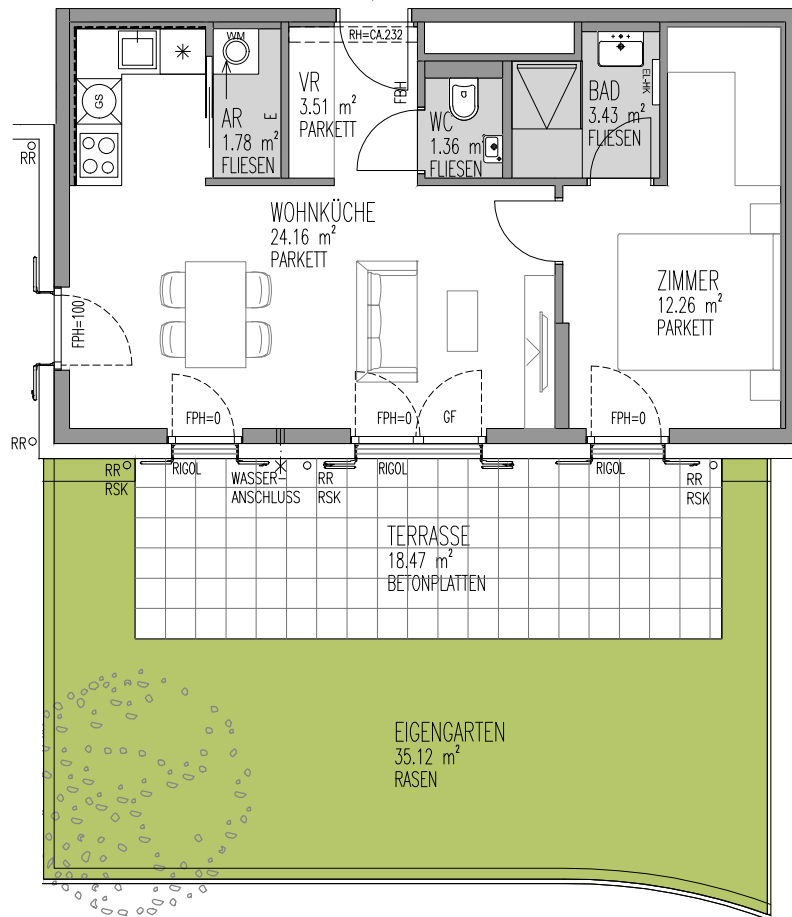 WM
RH=CA.232
GS
E
FPH
AR
1.78 m²
FLIESEN
VR
3.51 m²
PARKETT
WC
1.36 m²
FLIESEN
BAD
3.43 m²
FLIESEN
EL-HK
RR
WOHNKÜCHE
24.16 m²
PARKETT
ZIMMER
12.26 m²
PARKETT
FPH=100
FPH=0
FPH=0
GF
FPH=0
RR
RR
RSK
RIGOL
WASSER-
ANSCHLUSS
RR
RSK
RIGOL
RIGOL
RR
RSK
TERRASSE
18.47 m²
BETONPLATTEN
EIGENGARTEN
35.12 m²
RASEN